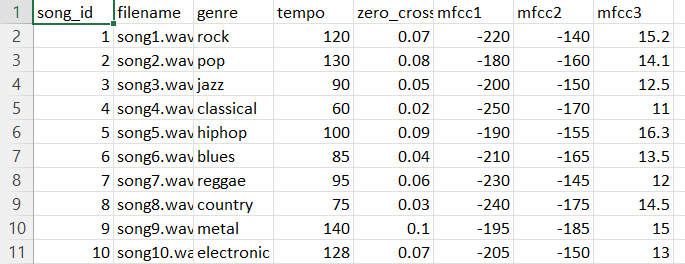 1 song_id filename genre tempo zero_cross mfcc1 mfcc2 mfcc3
2 1 song1.wav rock 120 0.07 -220 -140 15.2
3 2 song2.wav pop 130 0.08 -180 -160 14.1
4 3 song3.wav jazz 90 0.05 -200 -150 12.5
5 4 song4.wav classical 60 0.02 -250 -170 11
6 5 song5.wav hiphop 100 0.09 -190 -155 16.3
7 6 song6.wav blues 85 0.04 -210 -165 13.5
8 7 song7.wav reggae 95 0.06 -230 -145 12
9 8 song8.wav country 75 0.03 -240 -175 14.5
10 9 song9.wav metal 140 0.1 -195 -185 15
11 10 song10.wa electronic 128 0.07 -205 -150 13